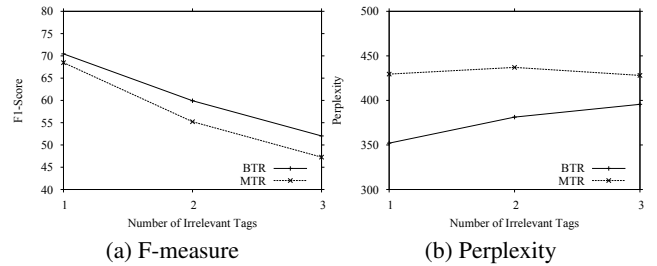 80
75
70
65
60
55
50
45
40
F1-Score
BTR
MTR
1 2 3
Number of Irrelevant Tags
(a) F-measure
500
450
400
350
300
Perplexity
BTR
MTR
1 2 3
Number of Irrelevant Tags
(b) Perplexity